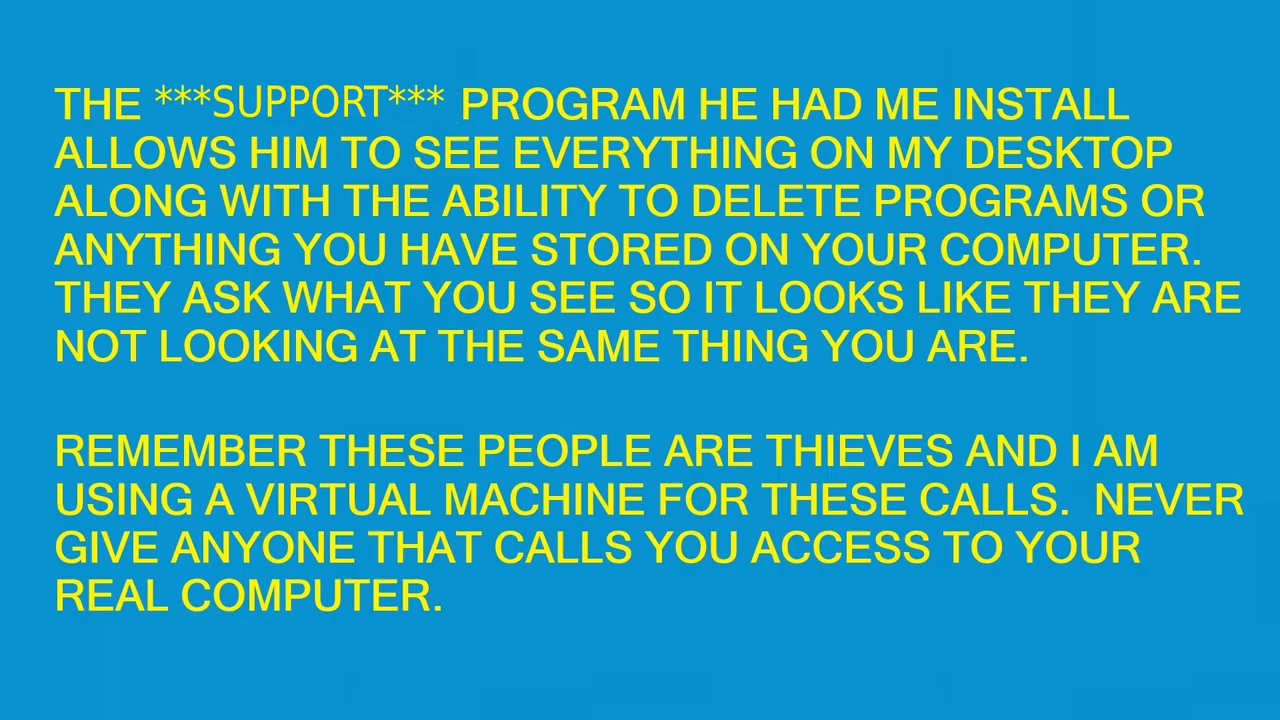 THE ***SUPPORT*** PROGRAM HE HAD ME INSTALL
ALLOWS HIM TO SEE EVERYTHING ON MY DESKTOP
ALONG WITH THE ABILITY TO DELETE PROGRAMS OR
ANYTHING YOU HAVE STORED ON YOUR COMPUTER.
THEY ASK WHAT YOU SEE SO IT LOOKS LIKE THEY ARE
NOT LOOKING AT THE SAME THING YOU ARE.
REMEMBER THESE PEOPLE ARE THIEVES AND I AM
USING A VIRTUAL MACHINE FOR THESE CALLS.  NEVER
GIVE ANYONE THAT CALLS YOU ACCESS TO YOUR
REAL COMPUTER.